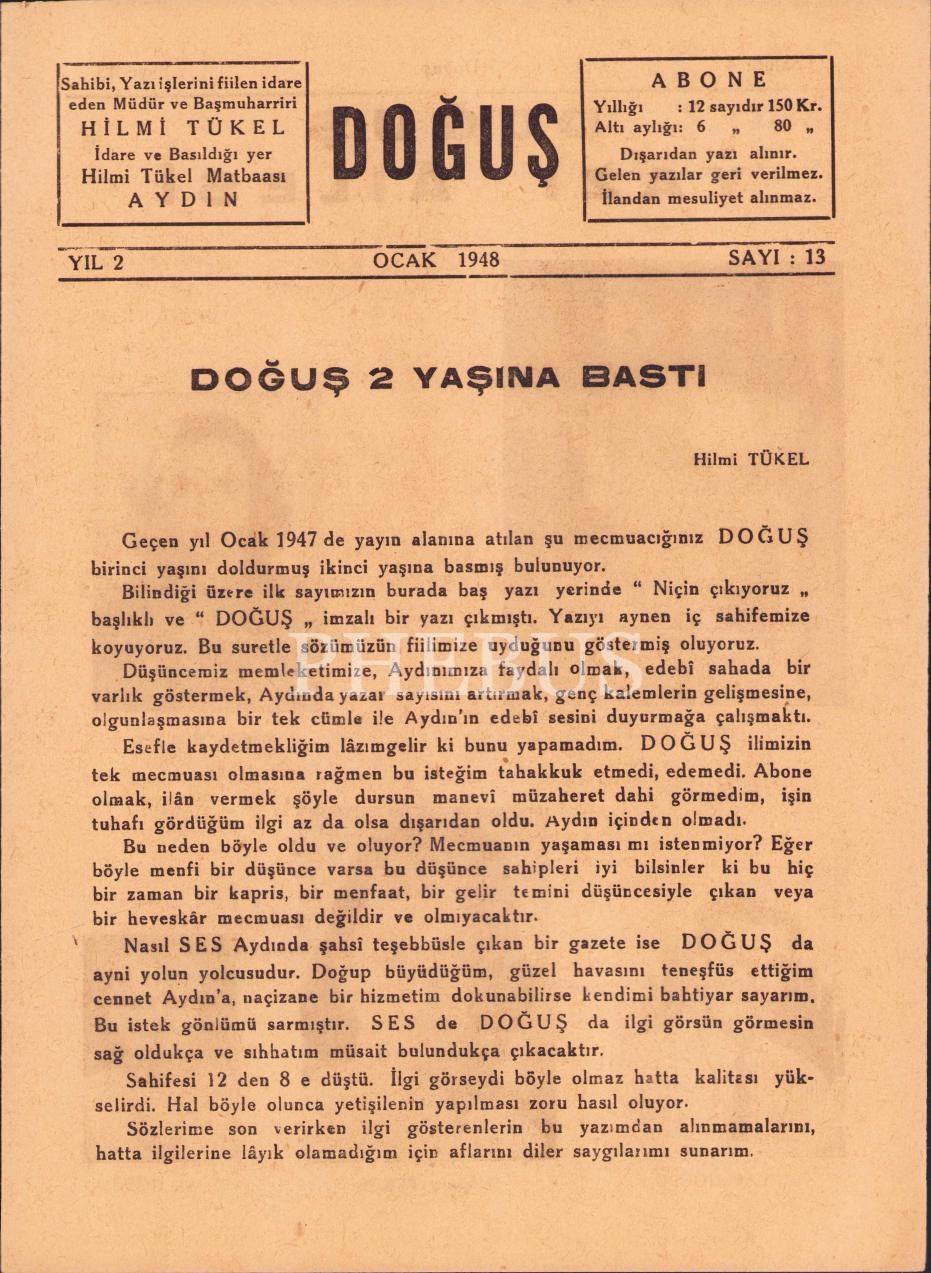 Sahibi, Yazı işlerini fiilen idare
eden Müdür ve Başmuharriri
HİLMİ TÜKEL
İdare ve Basıldığı yer
Hilmi Tükel Matbaası
AYDIN
DOĞUŞ
ABONE
Yıllığı : 12 sayıdır 150 Kr.
Altı aylığı: 6 „ 80 „
Dışarıdan yazı alınır.
Gelen yazılar geri verilmez.
İlandan mesuliyet alınmaz.
YIL 2 OCAK 1948 SAYI : 13
DOĞUŞ 2 YAŞINA BASTI
Hilmi TÜKEL
Geçen yıl Ocak 1947 de yayın alanına atılan şu mecmuacığınız DOĞUŞ
birinci yaşını doldurmuş ikinci yaşına basmış bulunuyor.
Bilindiği üzere ilk sayımızın burada baş yazı yerinde “ Niçin çıkıyoruz „
başlıklı ve “ DOĞUŞ „ imzalı bir yazı çıkmıştı. Yazıyı aynen iç sahifemize
koyuyoruz. Bu suretle sözümüzün fiilimize uyduğunu göstermiş oluyoruz.
PHEBUS
Düşüncemiz memleketimize, Aydınımıza faydalı olmak, edebî sahada bir
varlık göstermek, Aydında yazar sayısını artırmak, genç kalemlerin gelişmesine,
olgunlaşmasına bir tek cümle ile Aydın’ın edebî sesini duyurmağa çalışmaktı.
Esefle kaydetmekliğim lâzımgelir ki bunu yapamadım. DOĞUŞ ilimizin
tek mecmuası olmasına rağmen bu isteğim tahakkuk etmedi, edemedi. Abone
olmak, ilân vermek şöyle dursun manevî müzaheret dahi görmedim, işin
tuhafı gördüğüm ilgi az da olsa dışarıdan oldu. Aydın içinden olmadı.
Bu neden böyle oldu ve oluyor? Mecmuanın yaşaması mı istenmiyor? Eğer
böyle menfi bir düşünce varsa bu düşünce sahipleri iyi bilsinler ki bu hiç
bir zaman bir kapris, bir menfaat, bir gelir temini düşüncesiyle çıkan veya
bir heveskâr mecmuası değildir ve olmıyacaktır.
Nasıl SES Aydında şahsî teşebbüsle çıkan bir gazete ise DOĞUŞ da
ayni yolun yolcusudur. Doğup büyüdüğüm, güzel havasını teneşfüs ettiğim
cennet Aydın’a, naçizane bir hizmetim dokunabilirse kendimi bahtiyar sayarım.
Bu istek gönlümü sarmıştır. SES de DOĞUŞ da ilgi görsün görmesin
sağ oldukça ve sıhhatım müsait bulundukça çıkacaktır.
Sahifesi 12 den 8 e düştü. İlgi görseydi böyle olmaz hatta kalitesi yük-
selirdi. Hal böyle olunca yetişilenin yapılması zoru hasıl oluyor.
Sözlerime son verirken ilgi gösterenlerin bu yazımdan alınmamalarını,
hatta ilgilerine lâyık olamadığım için aflarını diler saygılarımı sunarım.